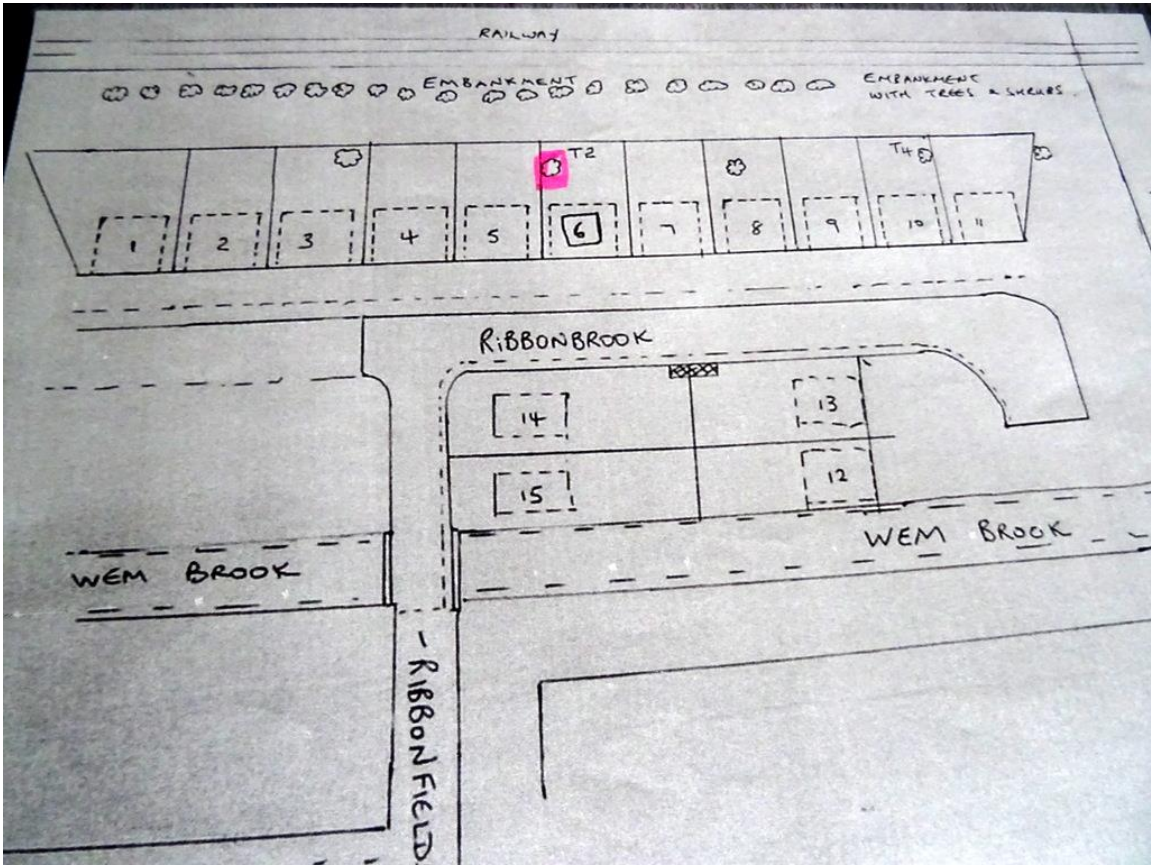 RAILWAY
EMBANKMENT
EMBANKMENT
WITH TREES & SHRUBS
T2
T4
1 2 3 4 5 6 7 8 9 10 11
RIBBONBROOK
14
13
15
12
WEM BROOK
WEM BROOK
- RIBBONFIELD.